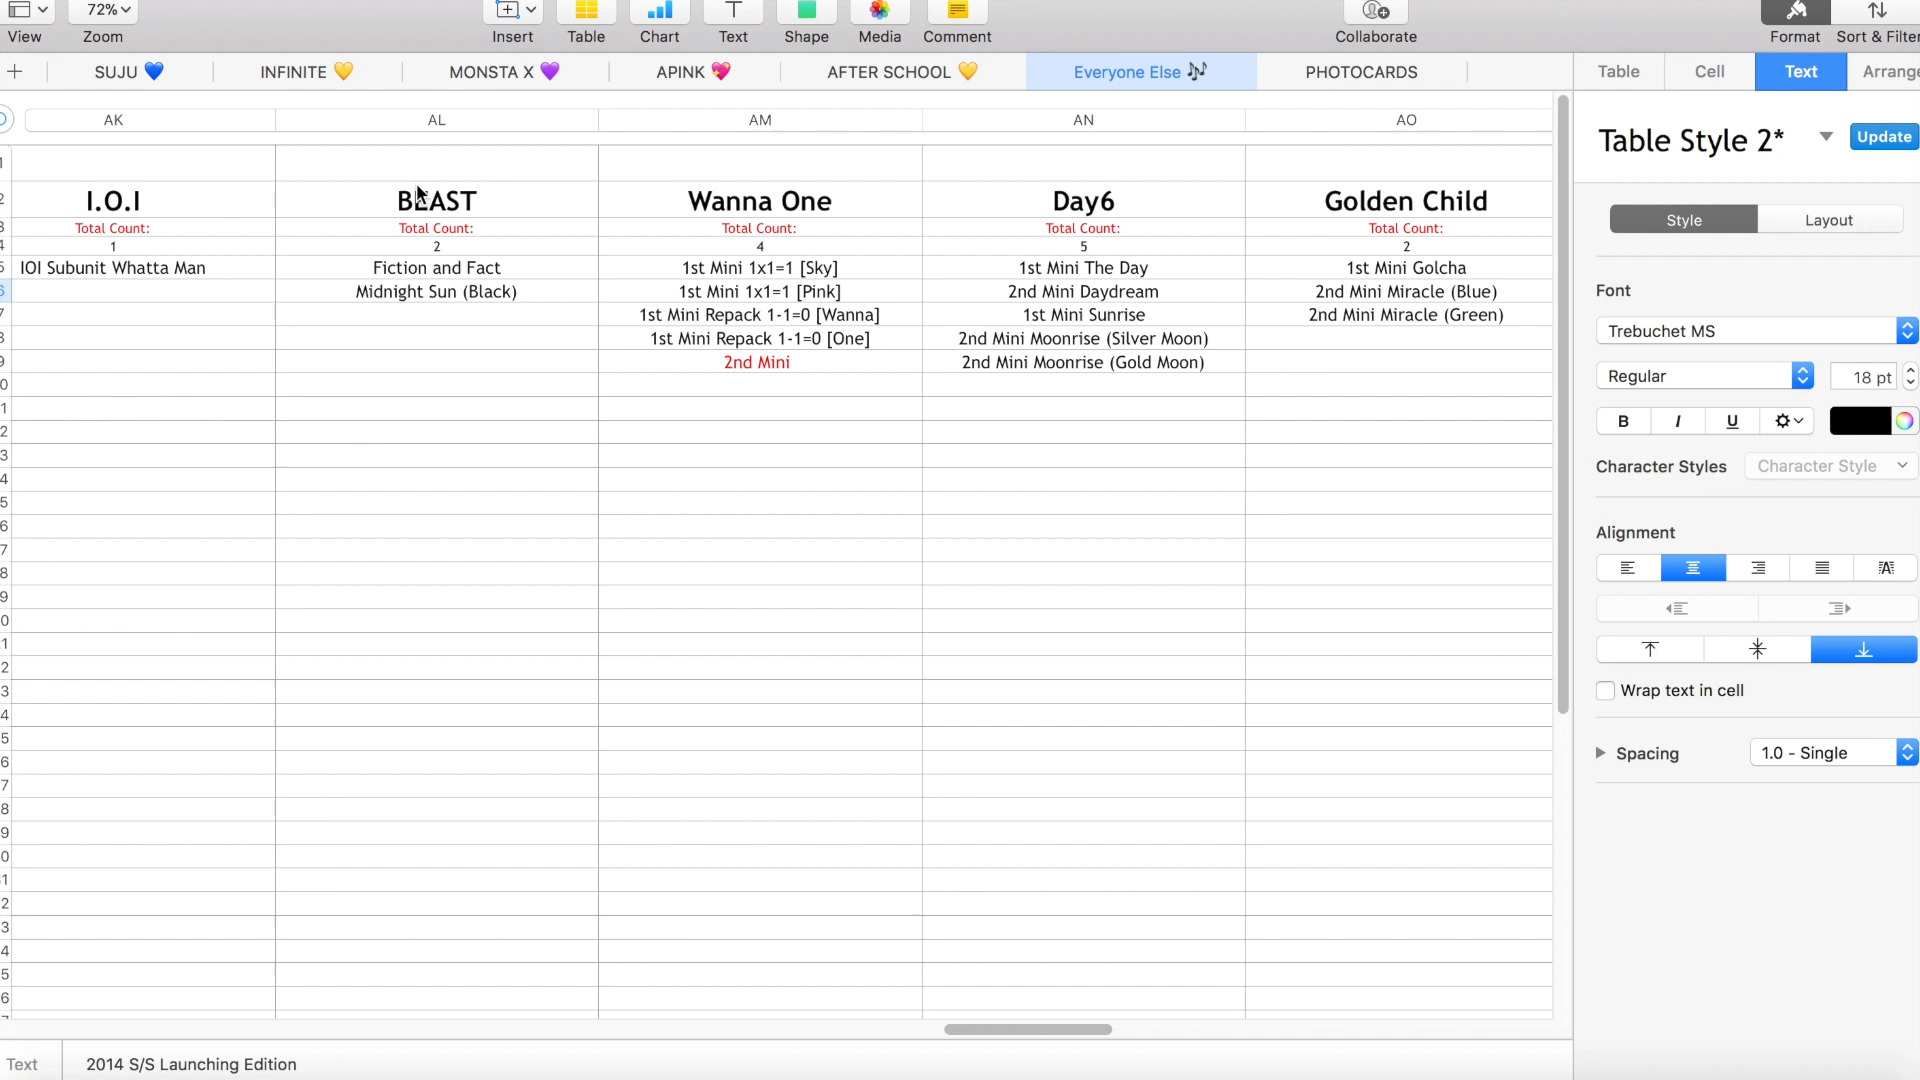 72%
View
Zoom
Insert
Table
Chart
Text
Shape
Media
Comment
Collaborate
Format
Sort & Filter
SUJU 💙
INFINITE 💛
MONSTA X 💜
APINK 💖
AFTER SCHOOL 💛
Everyone Else 🎶
PHOTOCARDS
Table
Cell
Text
Arrange
AK AL AM AN AO
I.O.I BEAST Wanna One Day6 Golden Child
Total Count: Total Count: Total Count: Total Count: Total Count:
1 2 4 5 2
IOI Subunit Whatta Man Fiction and Fact 1st Mini 1x1=1 [Sky] 1st Mini The Day 1st Mini Golcha
Midnight Sun (Black) 1st Mini 1x1=1 [Pink] 2nd Mini Daydream 2nd Mini Miracle (Blue)
1st Mini Repack 1-1=0 [Wanna] 1st Mini Sunrise 2nd Mini Miracle (Green)
1st Mini Repack 1-1=0 [One] 2nd Mini Moonrise (Silver Moon)
2nd Mini 2nd Mini Moonrise (Gold Moon)
Table Style 2*
Update
Style
Layout
Font
Trebuchet MS
Regular
18 pt
B I U
Character Styles
Character Style
Alignment
Wrap text in cell
Spacing
1.0 - Single
Text
2014 S/S Launching Edition